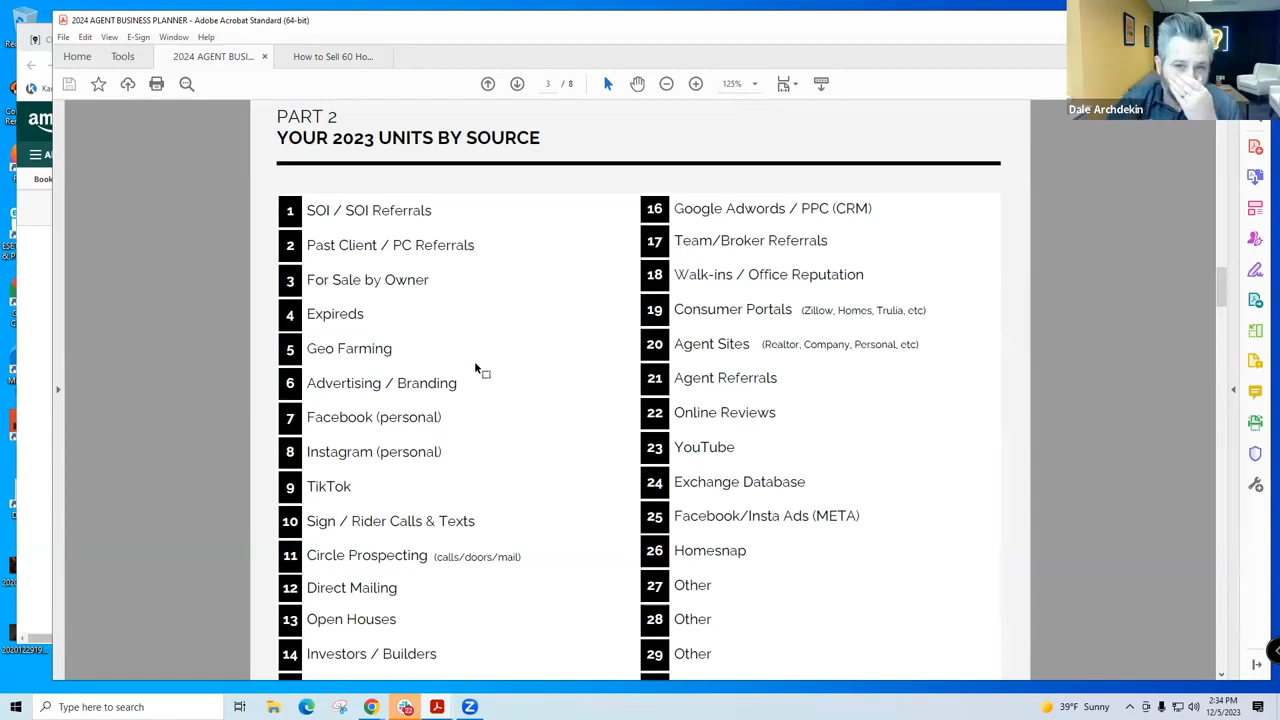 2024 AGENT BUSINESS PLANNER - Adobe Acrobat Standard (64-bit)
File Edit View E-Sign Window Help
Home Tools 2024 AGENT BUSI... × How to Sell 60 Ho...
3 / 8 125%
Dale Archdekin
am
Book
PART 2
YOUR 2023 UNITS BY SOURCE
1 SOI / SOI Referrals
2 Past Client / PC Referrals
3 For Sale by Owner
4 Expireds
5 Geo Farming
6 Advertising / Branding
7 Facebook (personal)
8 Instagram (personal)
9 TikTok
10 Sign / Rider Calls & Texts
11 Circle Prospecting (calls/doors/mail)
12 Direct Mailing
13 Open Houses
14 Investors / Builders
16 Google Adwords / PPC (CRM)
17 Team/Broker Referrals
18 Walk-ins / Office Reputation
19 Consumer Portals (Zillow, Homes, Trulia, etc)
20 Agent Sites (Realtor, Company, Personal, etc)
21 Agent Referrals
22 Online Reviews
23 YouTube
24 Exchange Database
25 Facebook/Insta Ads (META)
26 Homesnap
27 Other
28 Other
29 Other
2020122919...
Type here to search
39°F Sunny
2:34 PM
12/5/2023